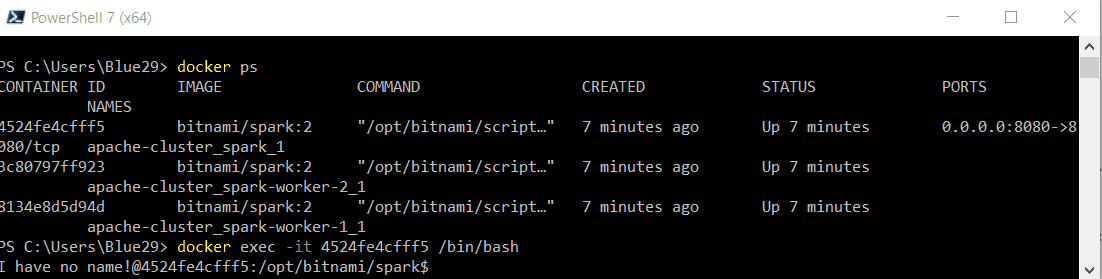 PowerShell 7 (x64)
PS C:\Users\Blue29> docker ps
CONTAINER ID        IMAGE               COMMAND                  CREATED             STATUS              PORTS
          NAMES
4524fe4cfff5        bitnami/spark:2     "/opt/bitnami/script…"   7 minutes ago       Up 7 minutes        0.0.0.0:8080->8
080/tcp   apache-cluster_spark_1
3c80797ff923        bitnami/spark:2     "/opt/bitnami/script…"   7 minutes ago       Up 7 minutes
          apache-cluster_spark-worker-2_1
8134e8d5d94d        bitnami/spark:2     "/opt/bitnami/script…"   7 minutes ago       Up 7 minutes
          apache-cluster_spark-worker-1_1
PS C:\Users\Blue29> docker exec -it 4524fe4cfff5 /bin/bash
I have no name!@4524fe4cfff5:/opt/bitnami/spark$